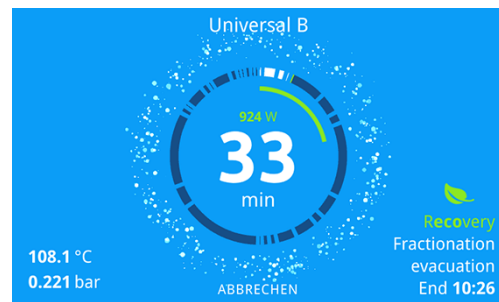 Universal B
924 W
33
min
Recovery
Fractionation
evacuation
End 10:26
108.1 °C
0.221 bar
ABBRECHEN